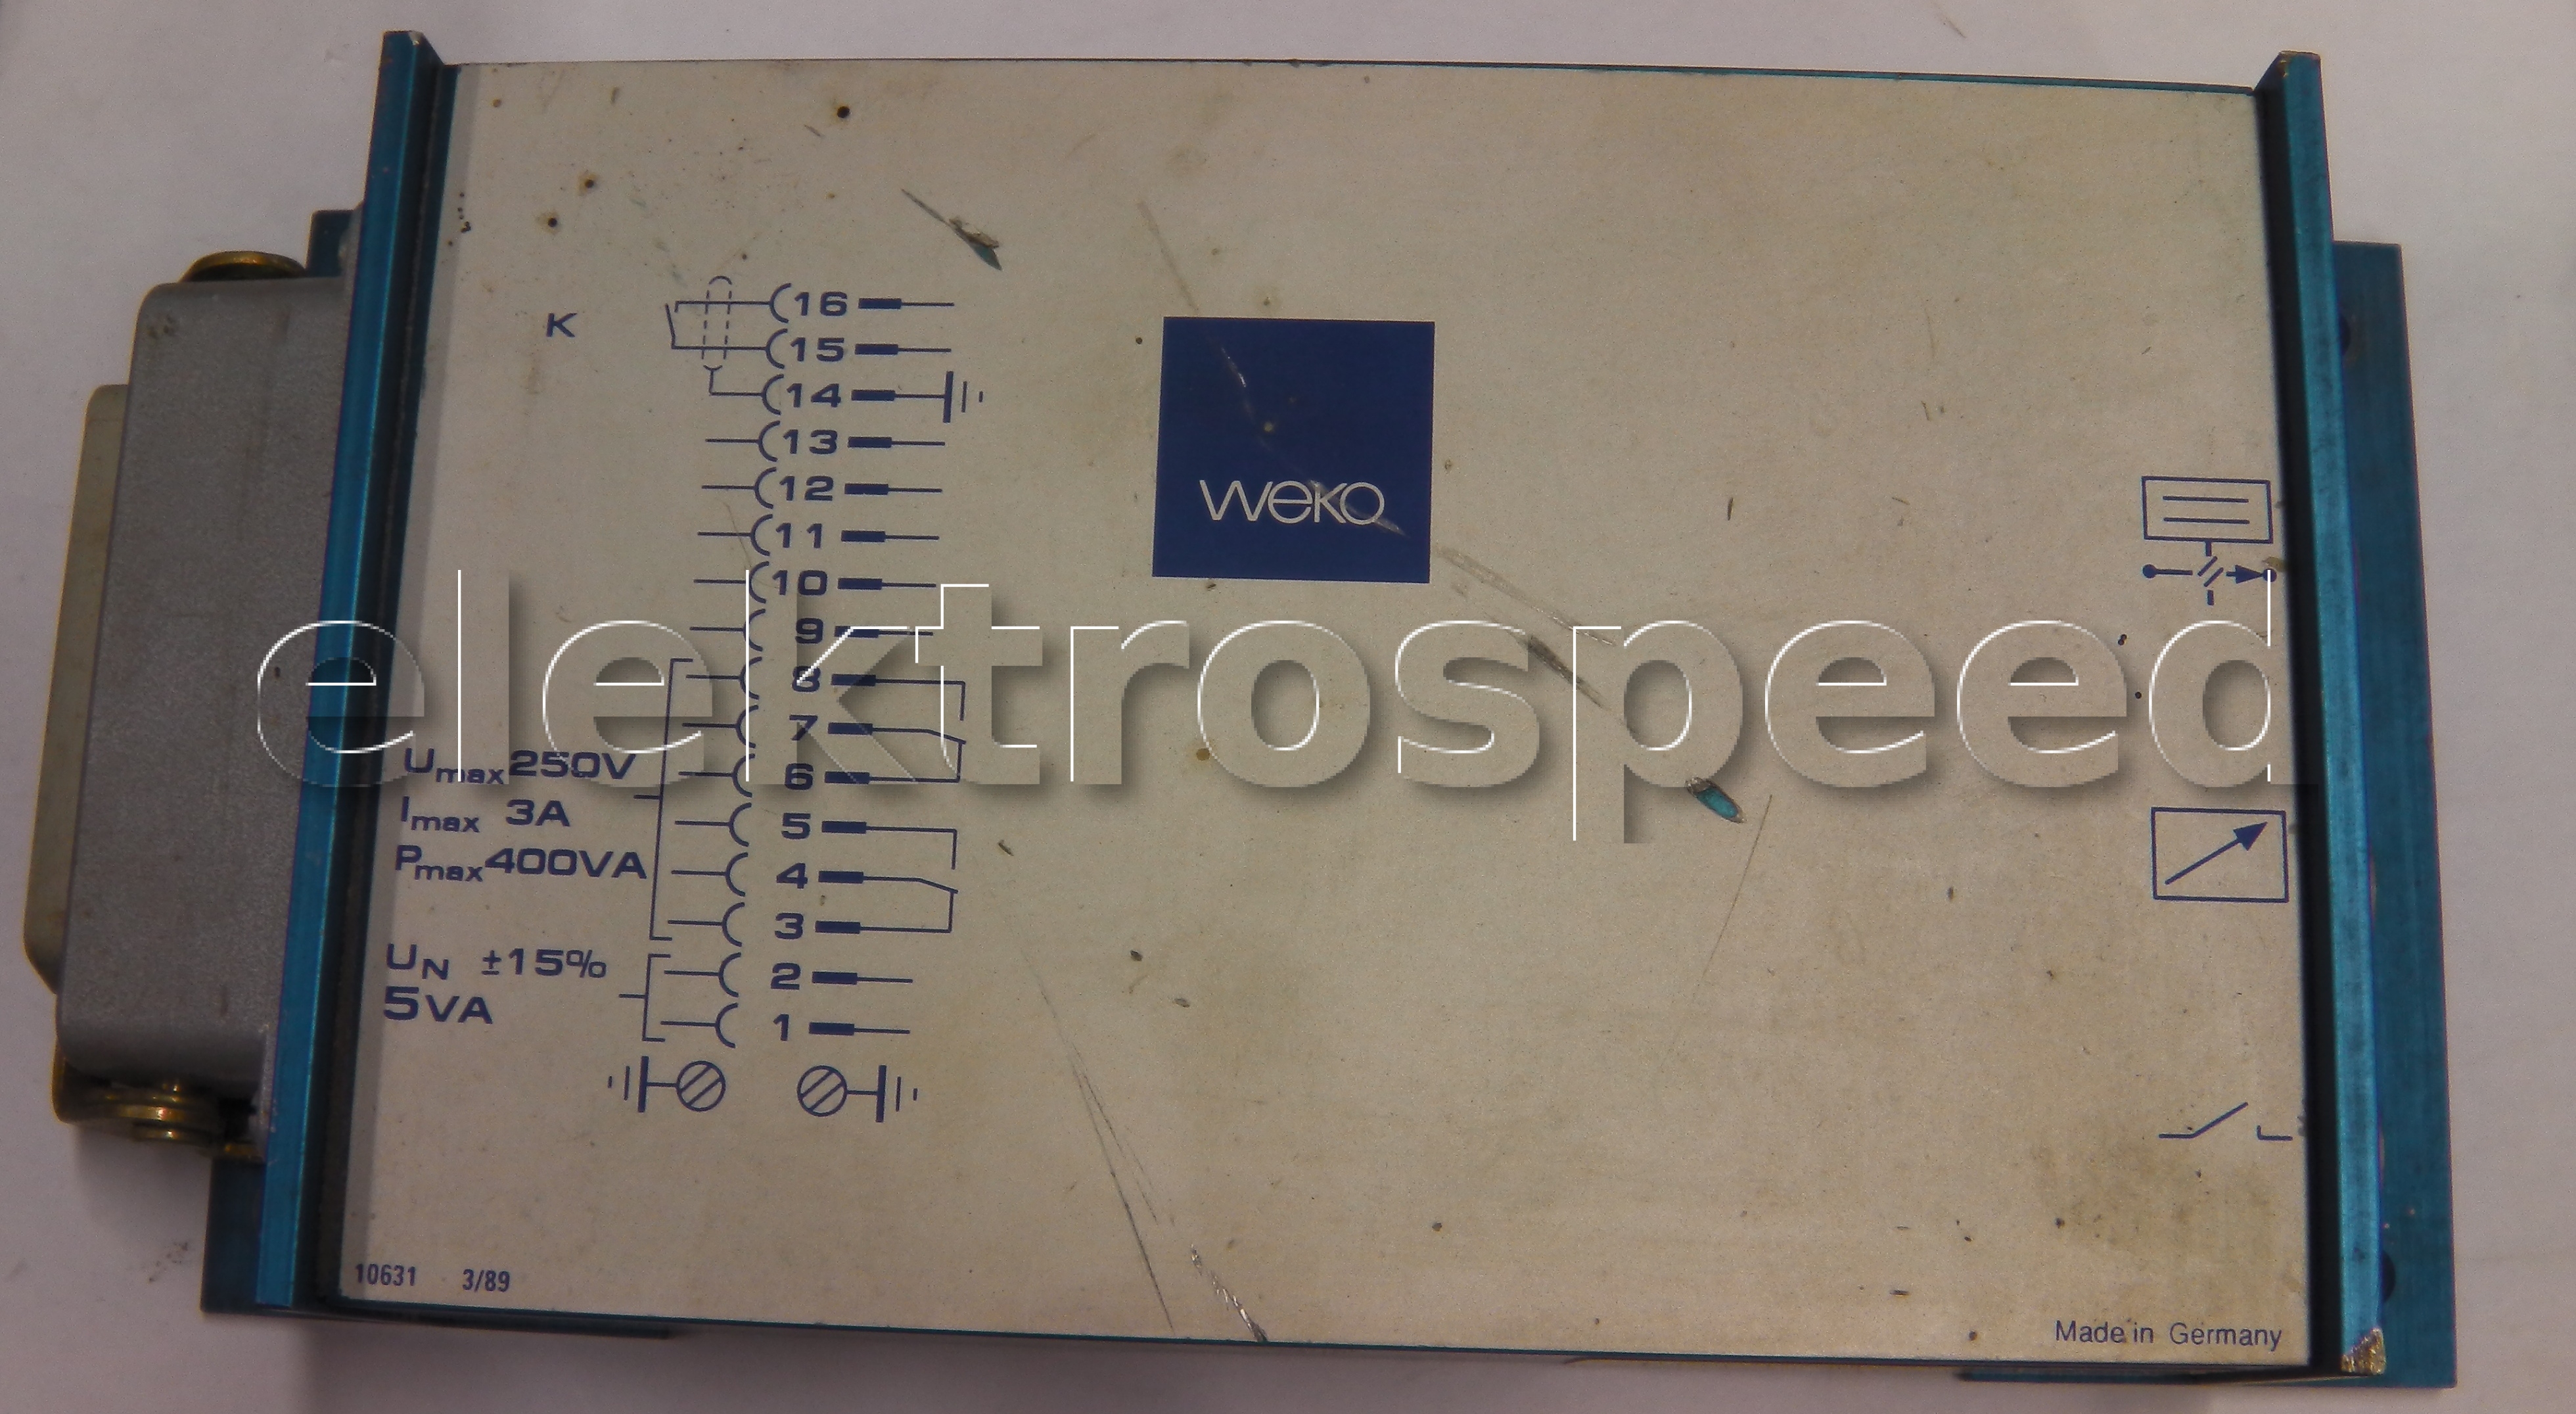 16
K
15
14
13
12
11
10
9
8
7
6
5
4
3
2
1
weko
elektrospeed
Umax 250V
Imax 3A
Pmax 400VA
UN ±15%
5VA
10631 3/89
Made in Germany